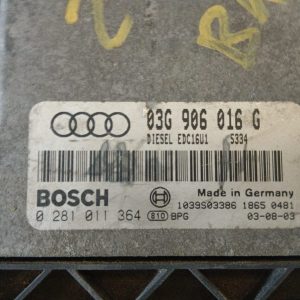 03G 906 016 G
DIESEL EDC16U1 S334
BOSCH
Made in Germany
0 281 011 364 E10 BPG
1039S03386 1865 0481
03-08-03